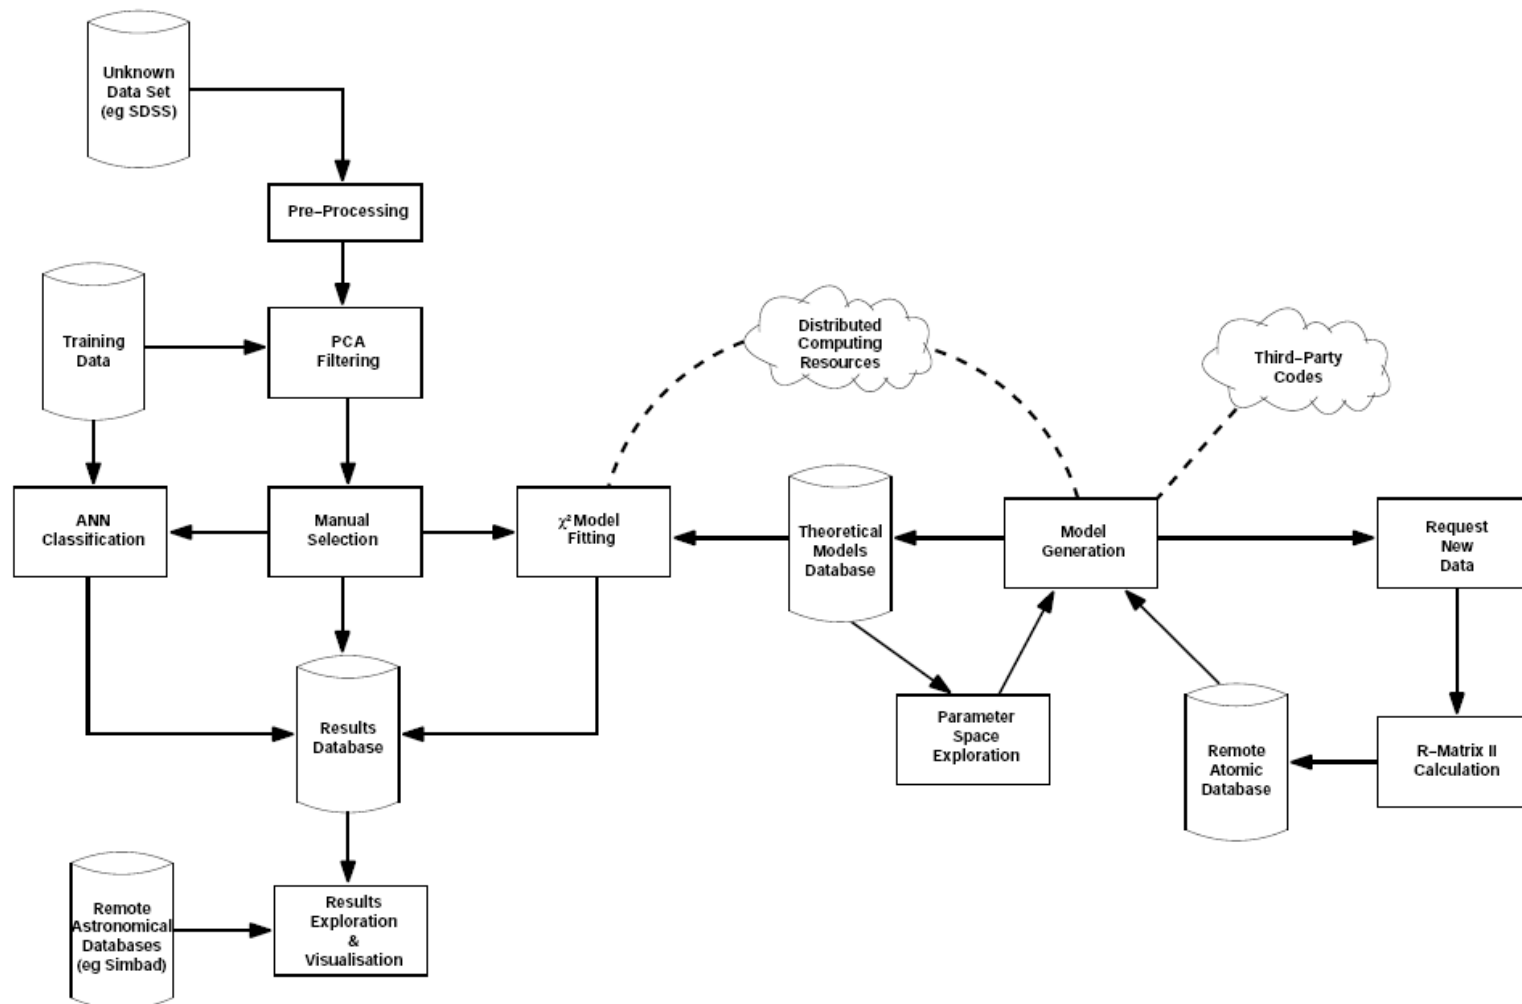 Unknown
Data Set
(eg SDSS)
Pre–Processing
Training
Data
PCA
Filtering
Distributed
Computing
Resources
Third–Party
Codes
ANN
Classification
Manual
Selection
χ² Model
Fitting
Theoretical
Models
Database
Model
Generation
Request
New
Data
Results
Database
Parameter
Space
Exploration
Remote
Atomic
Database
R–Matrix II
Calculation
Remote
Astronomical
Databases
(eg Simbad)
Results
Exploration
&
Visualisation